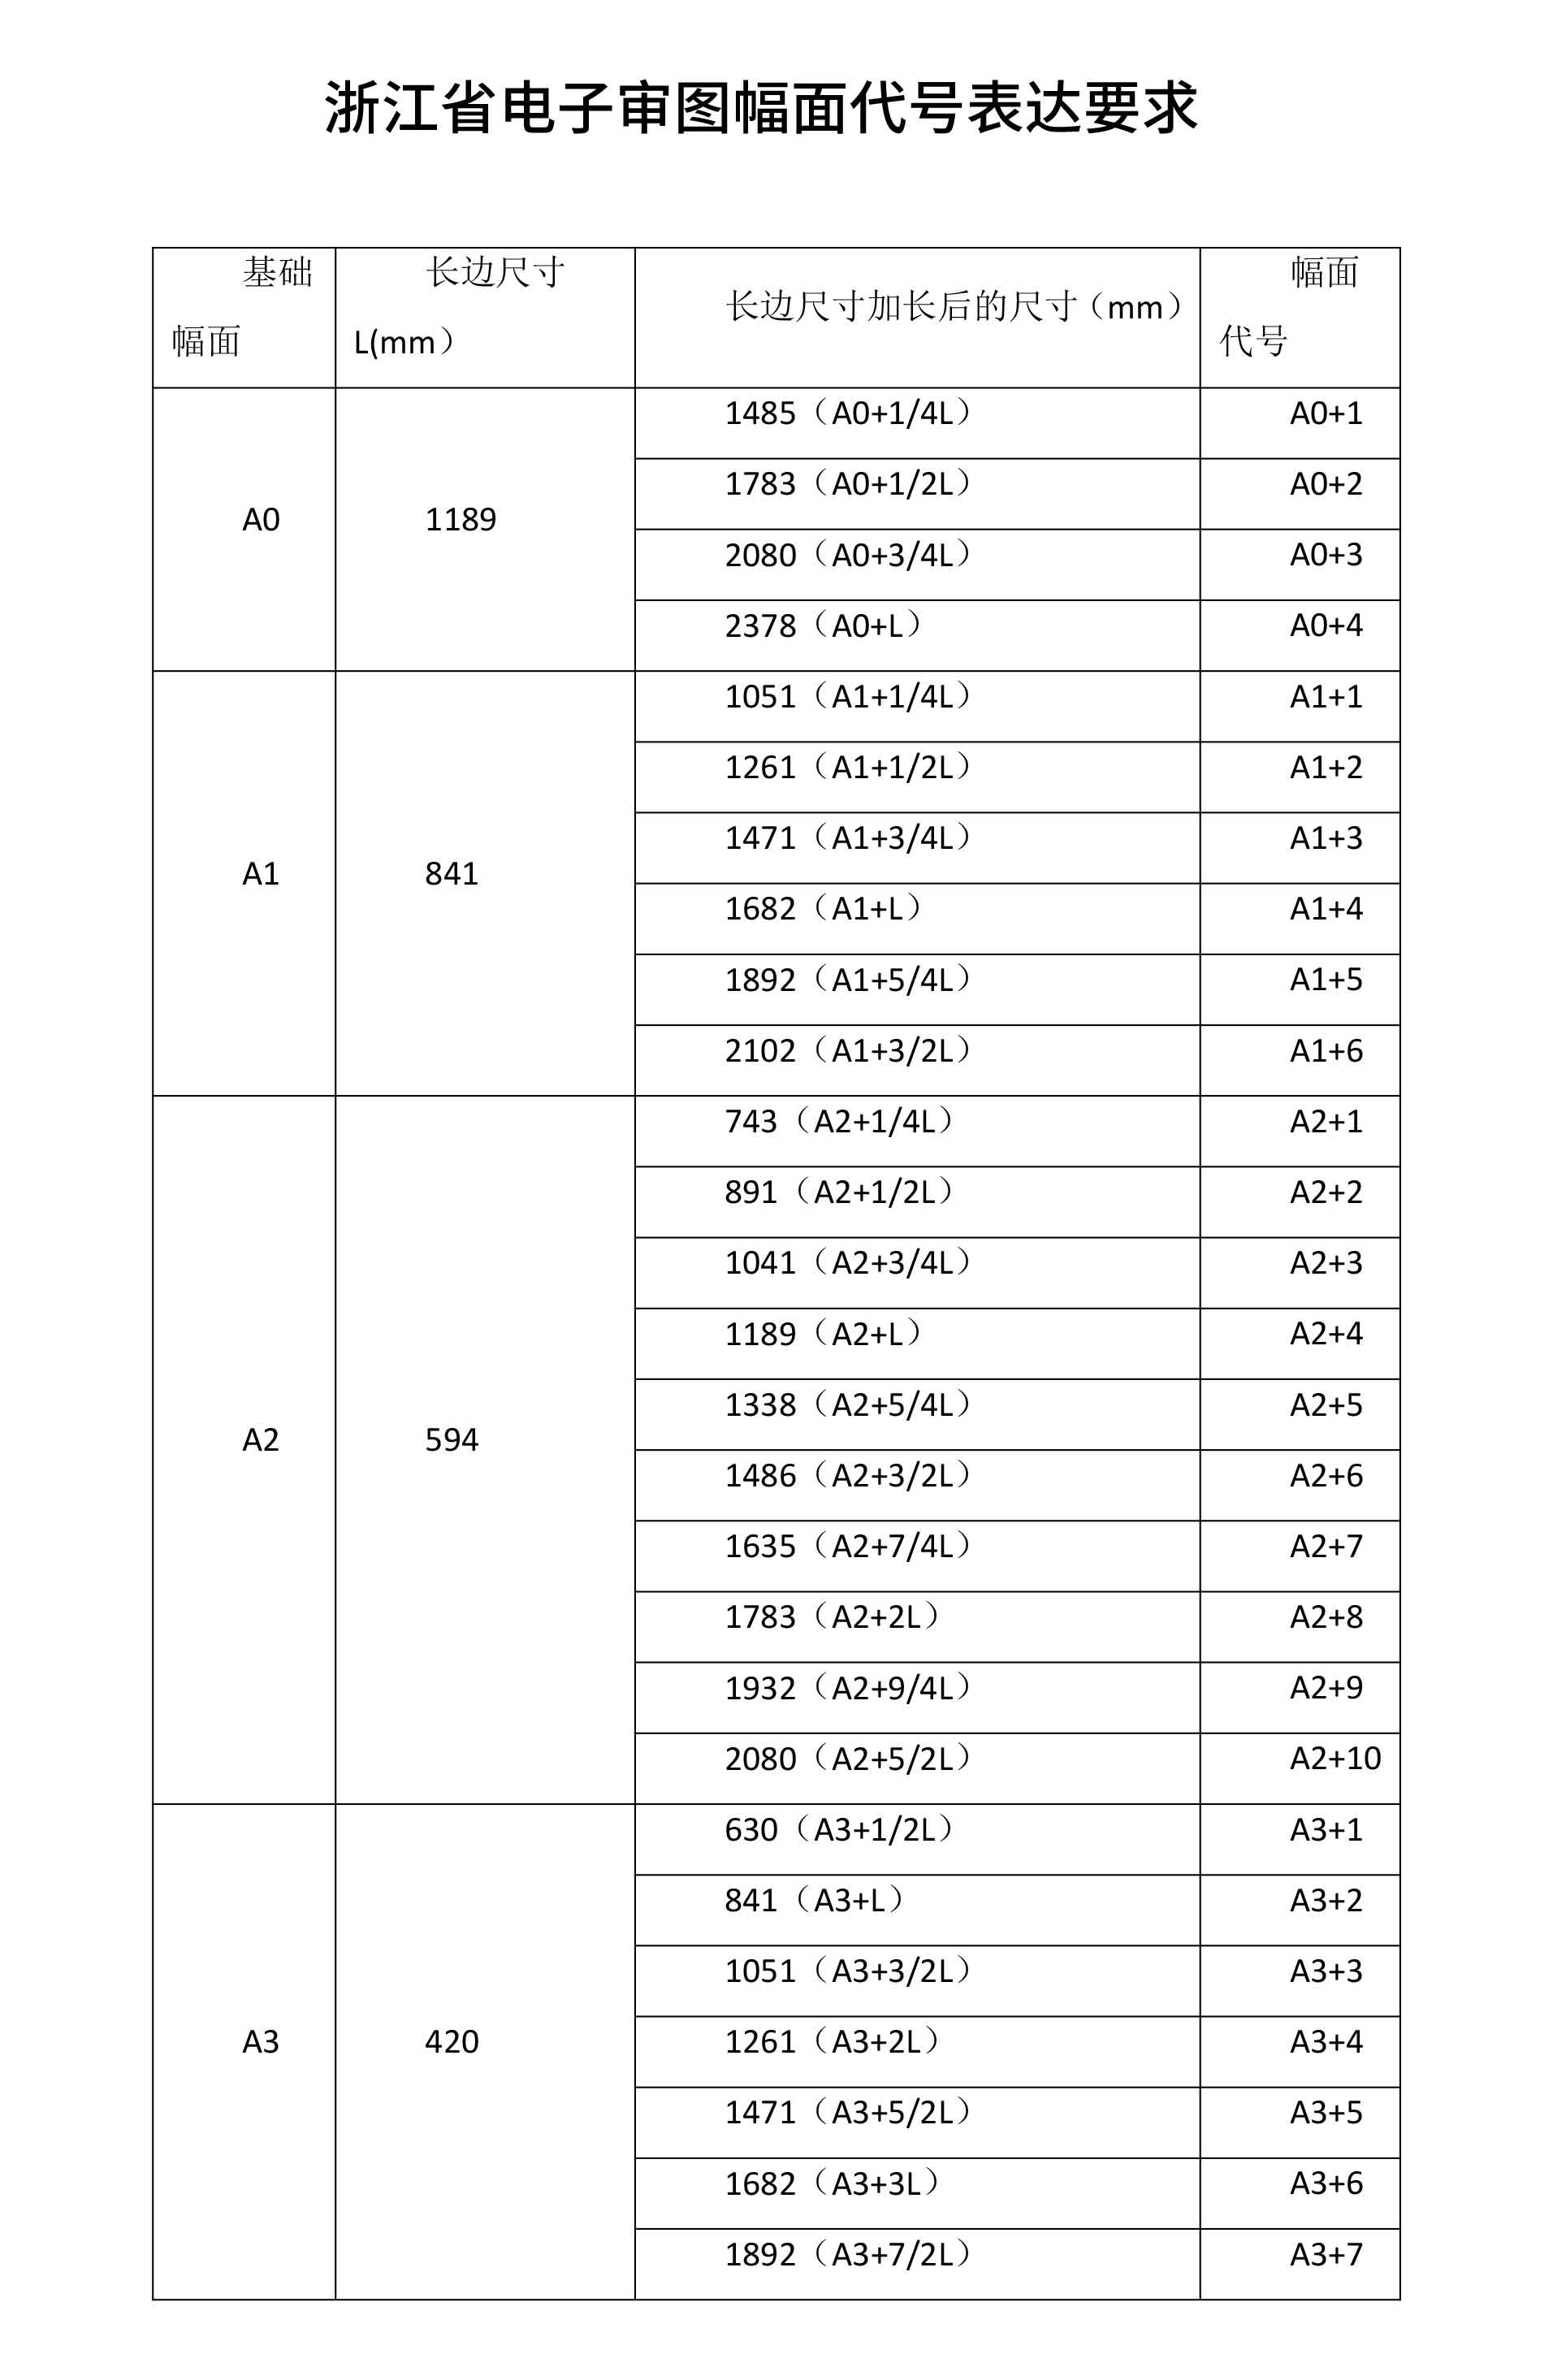 浙江省电子审图幅面代号表达要求
基础幅面 长边尺寸L(mm） 长边尺寸加长后的尺寸（mm） 幅面代号
A0 1189 1485（A0+1/4L） A0+1
1783（A0+1/2L） A0+2
2080（A0+3/4L） A0+3
2378（A0+L） A0+4
A1 841 1051（A1+1/4L） A1+1
1261（A1+1/2L） A1+2
1471（A1+3/4L） A1+3
1682（A1+L） A1+4
1892（A1+5/4L） A1+5
2102（A1+3/2L） A1+6
A2 594 743（A2+1/4L） A2+1
891（A2+1/2L） A2+2
1041（A2+3/4L） A2+3
1189（A2+L） A2+4
1338（A2+5/4L） A2+5
1486（A2+3/2L） A2+6
1635（A2+7/4L） A2+7
1783（A2+2L） A2+8
1932（A2+9/4L） A2+9
2080（A2+5/2L） A2+10
A3 420 630（A3+1/2L） A3+1
841（A3+L） A3+2
1051（A3+3/2L） A3+3
1261（A3+2L） A3+4
1471（A3+5/2L） A3+5
1682（A3+3L） A3+6
1892（A3+7/2L） A3+7